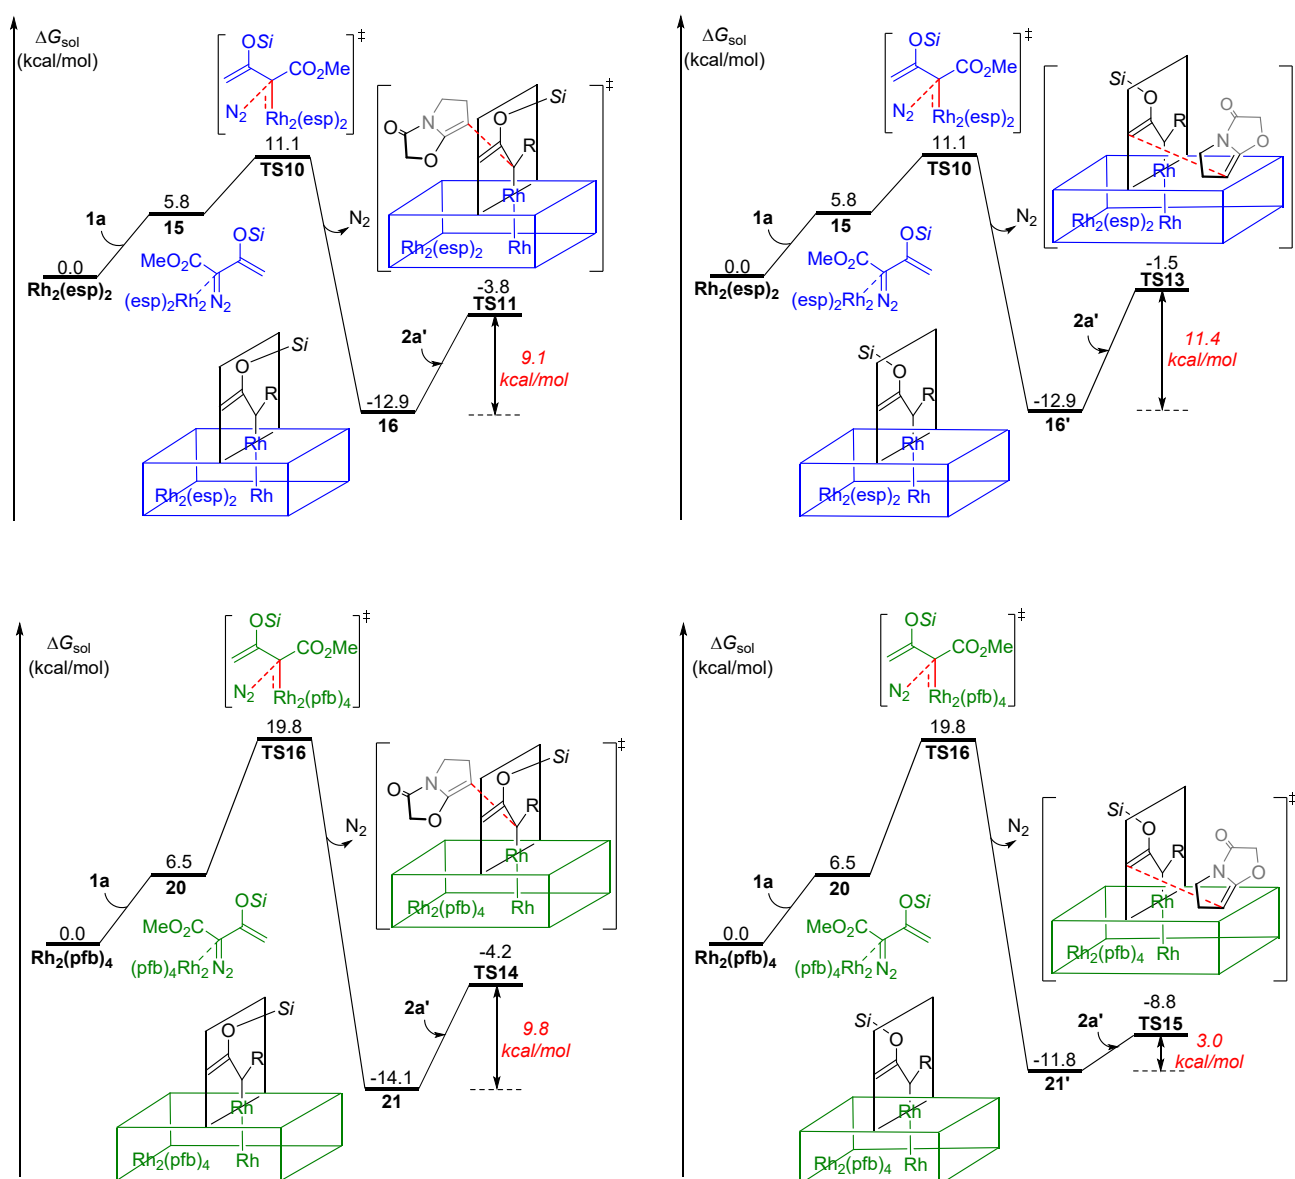 ΔG_sol
(kcal/mol)
OSi
CO₂Me
N₂
Rh₂(esp)₂
‡
11.1
TS10
5.8
15
1a
0.0
Rh₂(esp)₂
OSi
MeO₂C
(esp)₂Rh₂
N₂
N₂
Si
O
R
N
O
O
Rh
Rh₂(esp)₂
Rh
‡
-3.8
TS11
2a'
9.1
kcal/mol
-12.9
16
Si
O
R
Rh
Rh₂(esp)₂
Rh
ΔG_sol
(kcal/mol)
OSi
CO₂Me
N₂
Rh₂(esp)₂
‡
11.1
TS10
5.8
15
1a
0.0
Rh₂(esp)₂
OSi
MeO₂C
(esp)₂Rh₂
N₂
N₂
Si
O
R
O
N
O
Rh
Rh₂(esp)₂
Rh
‡
-1.5
TS13
2a'
11.4
kcal/mol
-12.9
16'
Si
O
R
Rh
Rh₂(esp)₂
Rh
ΔG_sol
(kcal/mol)
OSi
CO₂Me
N₂
Rh₂(pfb)₄
‡
19.8
TS16
6.5
20
1a
0.0
Rh₂(pfb)₄
OSi
MeO₂C
(pfb)₄Rh₂
N₂
N₂
Si
O
R
N
O
O
Rh
Rh₂(pfb)₄
Rh
‡
-4.2
TS14
2a'
9.8
kcal/mol
-14.1
21
Si
O
R
Rh
Rh₂(pfb)₄
Rh
ΔG_sol
(kcal/mol)
OSi
CO₂Me
N₂
Rh₂(pfb)₄
‡
19.8
TS16
6.5
20
1a
0.0
Rh₂(pfb)₄
OSi
MeO₂C
(pfb)₄Rh₂
N₂
N₂
Si
O
R
O
N
O
Rh
Rh₂(pfb)₄
Rh
‡
-8.8
TS15
2a'
3.0
kcal/mol
-11.8
21'
Si
O
R
Rh
Rh₂(pfb)₄
Rh